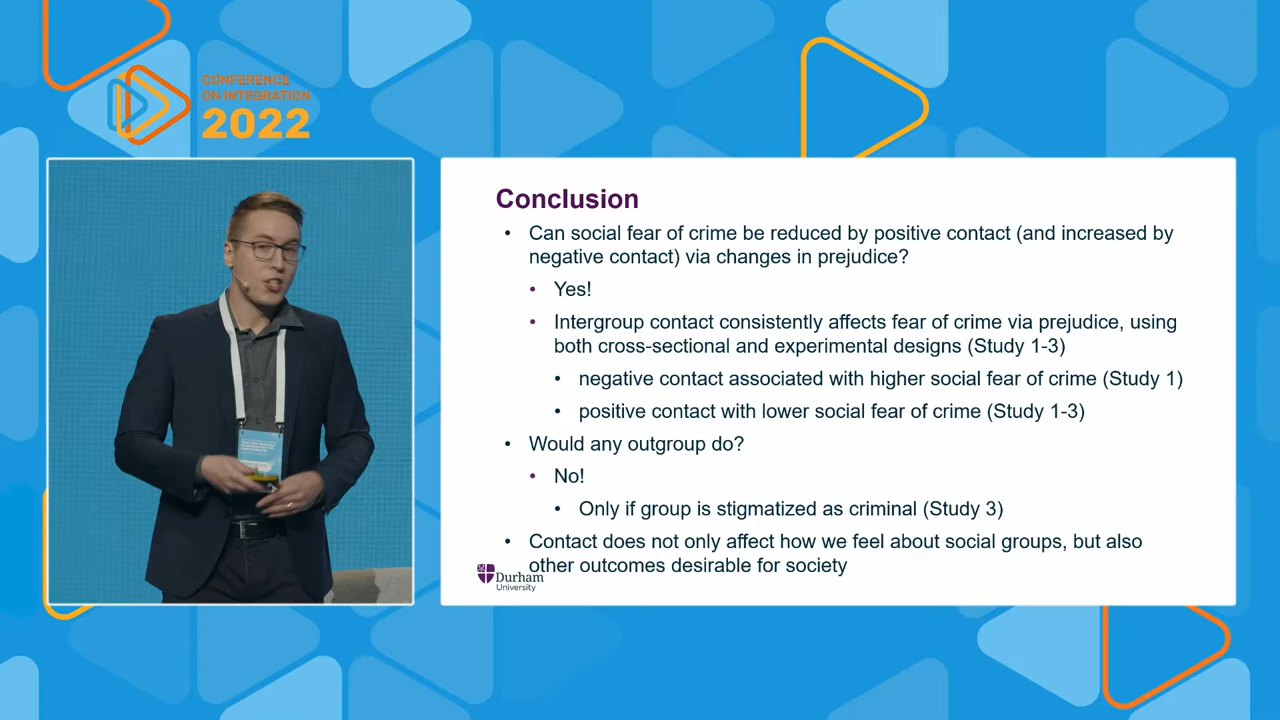 CONFERENCE
ON INTEGRATION
2022
Conclusion
• Can social fear of crime be reduced by positive contact (and increased by
negative contact) via changes in prejudice?
• Yes!
• Intergroup contact consistently affects fear of crime via prejudice, using
both cross-sectional and experimental designs (Study 1-3)
• negative contact associated with higher social fear of crime (Study 1)
• positive contact with lower social fear of crime (Study 1-3)
• Would any outgroup do?
• No!
• Only if group is stigmatized as criminal (Study 3)
• Contact does not only affect how we feel about social groups, but also
other outcomes desirable for society
Durham
University